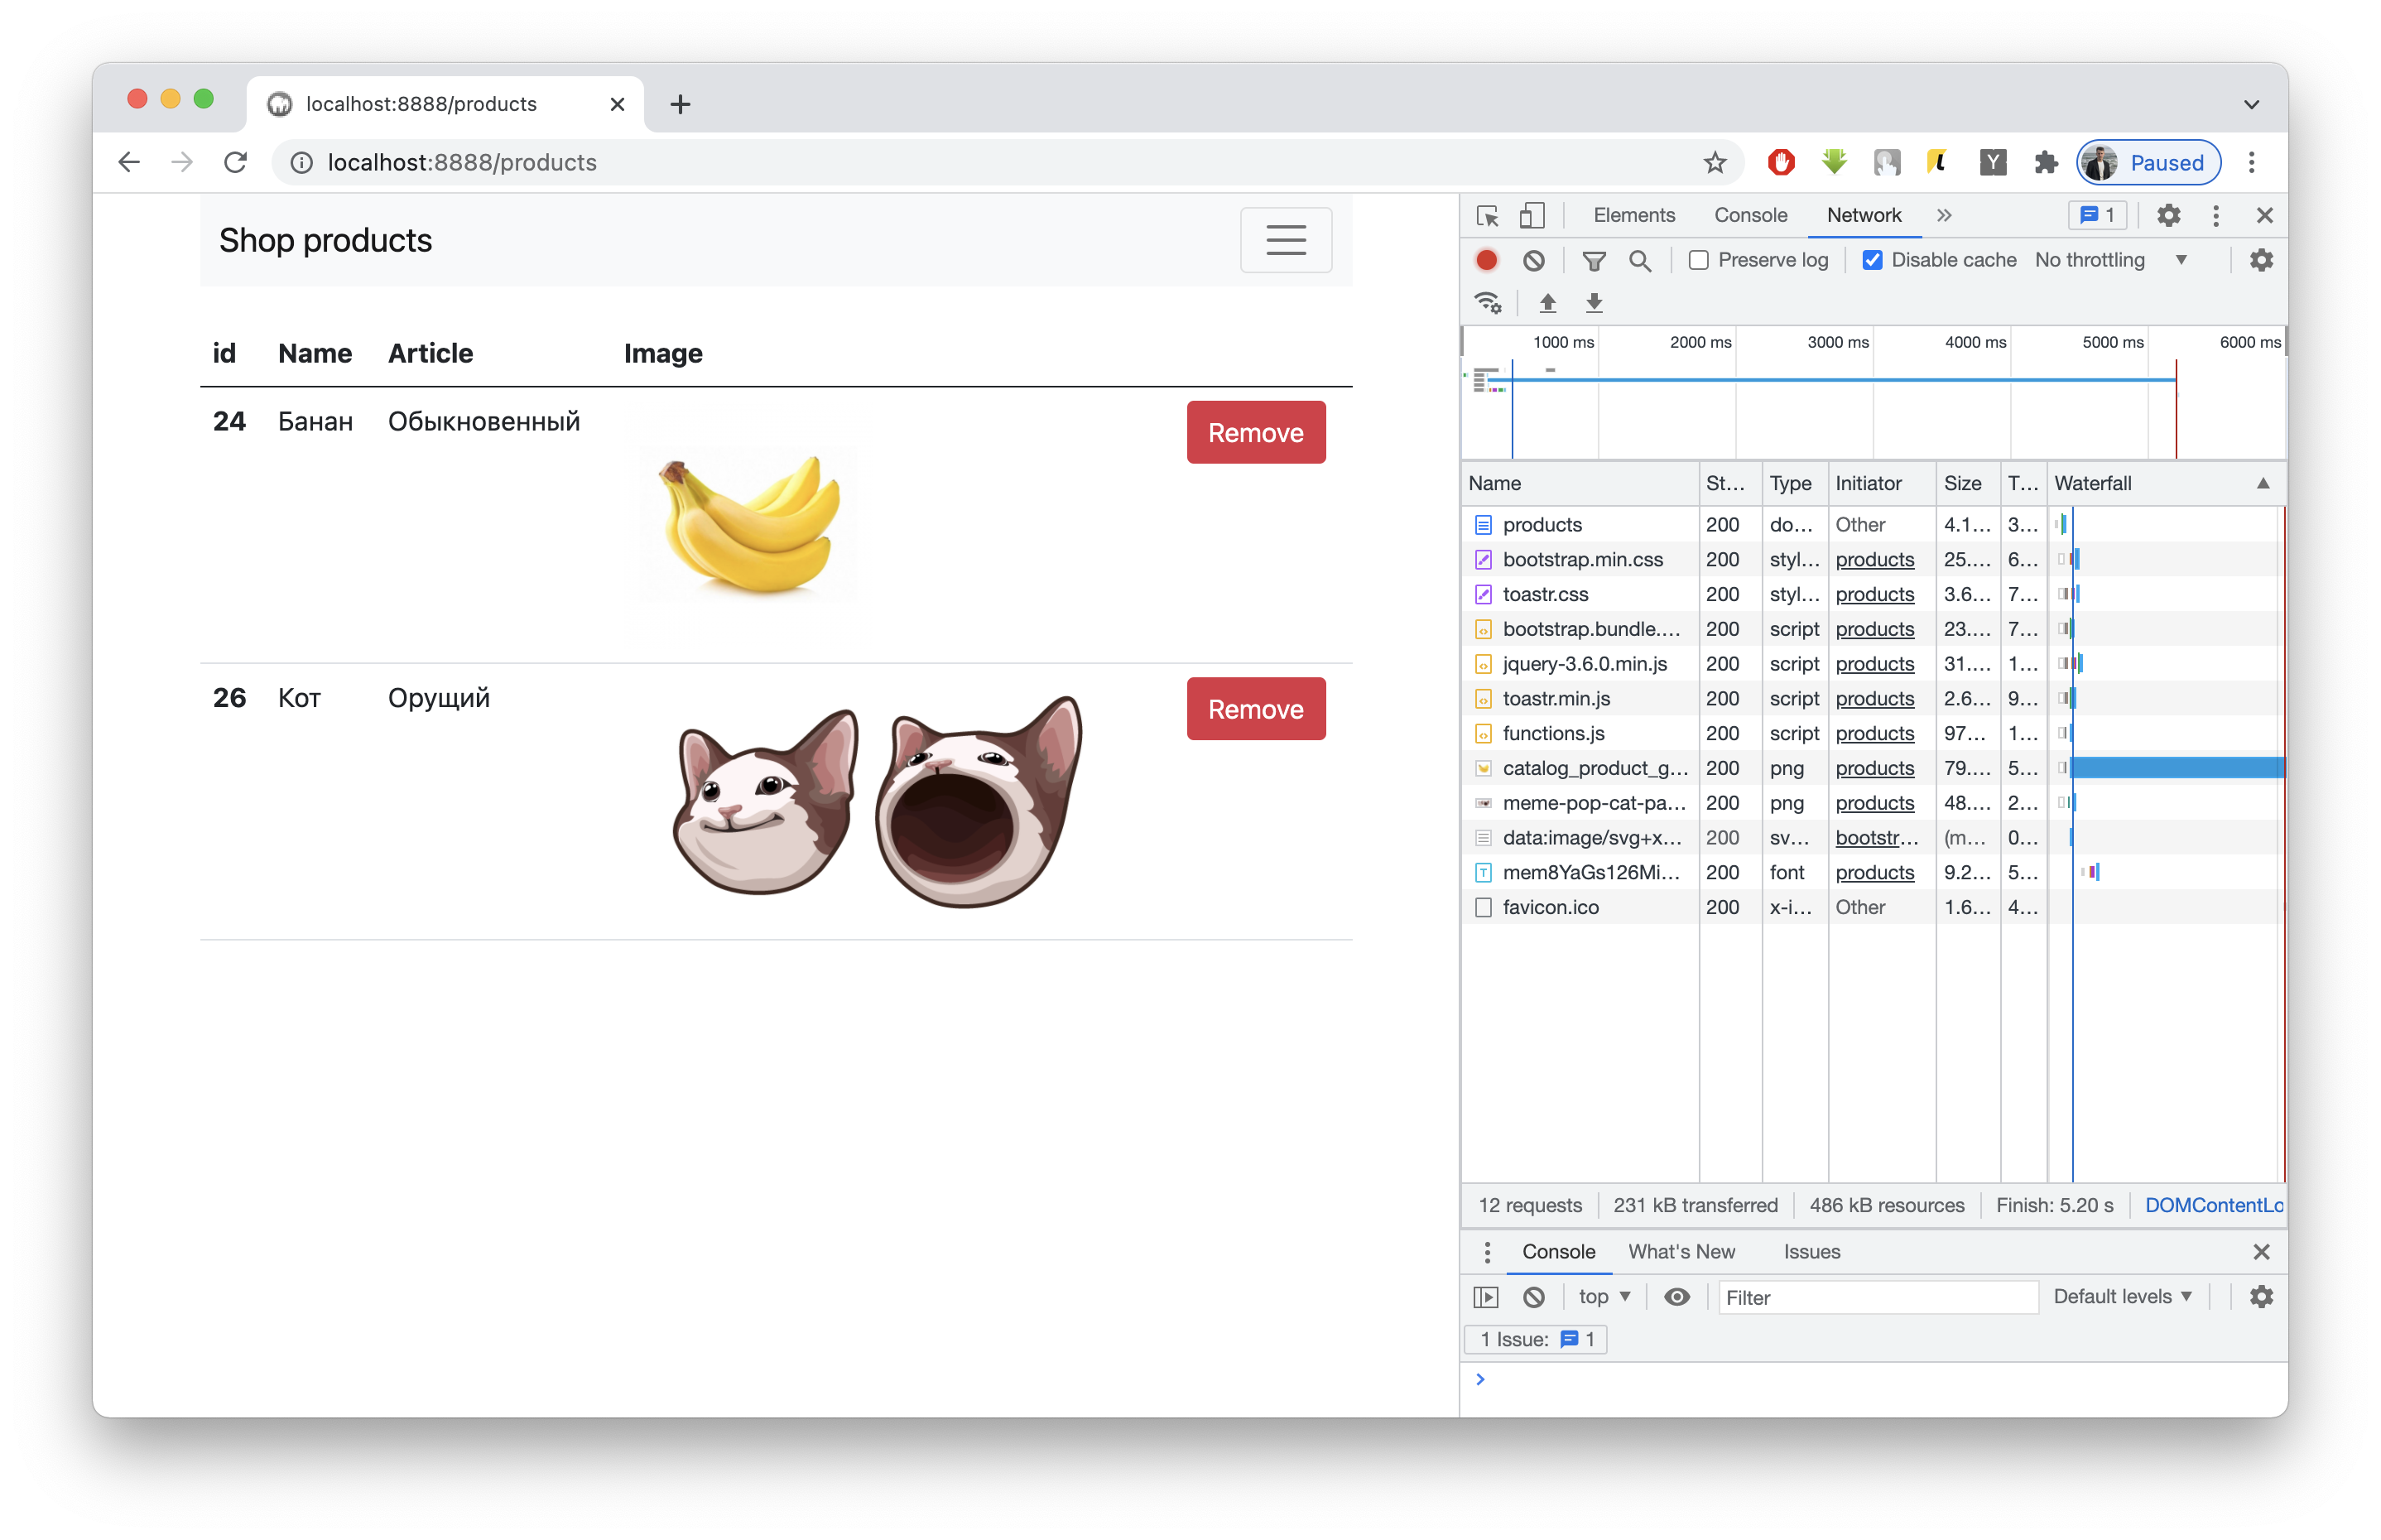 localhost:8888/products
localhost:8888/products
Paused
Shop products
id Name Article Image
24 Банан Обыкновенный Remove
26 Кот Орущий Remove
Elements Console Network 1
Preserve log Disable cache No throttling
1000 ms 2000 ms 3000 ms 4000 ms 5000 ms 6000 ms
Name St... Type Initiator Size T... Waterfall
products 200 do... Other 4.1... 3...
bootstrap.min.css 200 styl... products 25.... 6...
toastr.css 200 styl... products 3.6... 7...
bootstrap.bundle.... 200 script products 23.... 7...
jquery-3.6.0.min.js 200 script products 31.... 1...
toastr.min.js 200 script products 2.6... 9...
functions.js 200 script products 97... 1...
catalog_product_g... 200 png products 79.... 5...
meme-pop-cat-pa... 200 png products 48.... 2...
data:image/svg+x... 200 sv... bootstr... (m... 0...
mem8YaGs126Mi... 200 font products 9.2... 5...
favicon.ico 200 x-i... Other 1.6... 4...
12 requests 231 kB transferred 486 kB resources Finish: 5.20 s DOMContentLo
Console What's New Issues
top Filter Default levels
1 Issue: 1